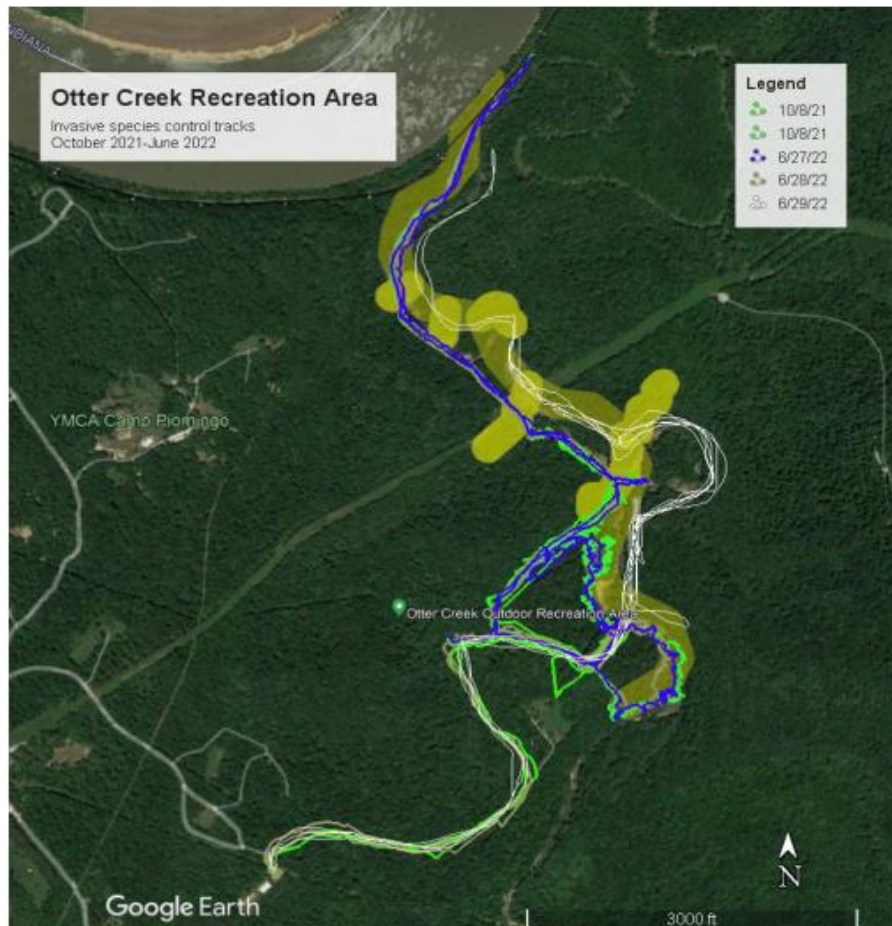 INDIANA
Otter Creek Recreation Area
Invasive species control tracks
October 2021-June 2022
Legend
10/8/21
10/8/21
6/27/22
6/28/22
6/29/22
YMCA Camp Piomingo
Otter Creek Outdoor Recreation Area
Google Earth
N
3000 ft